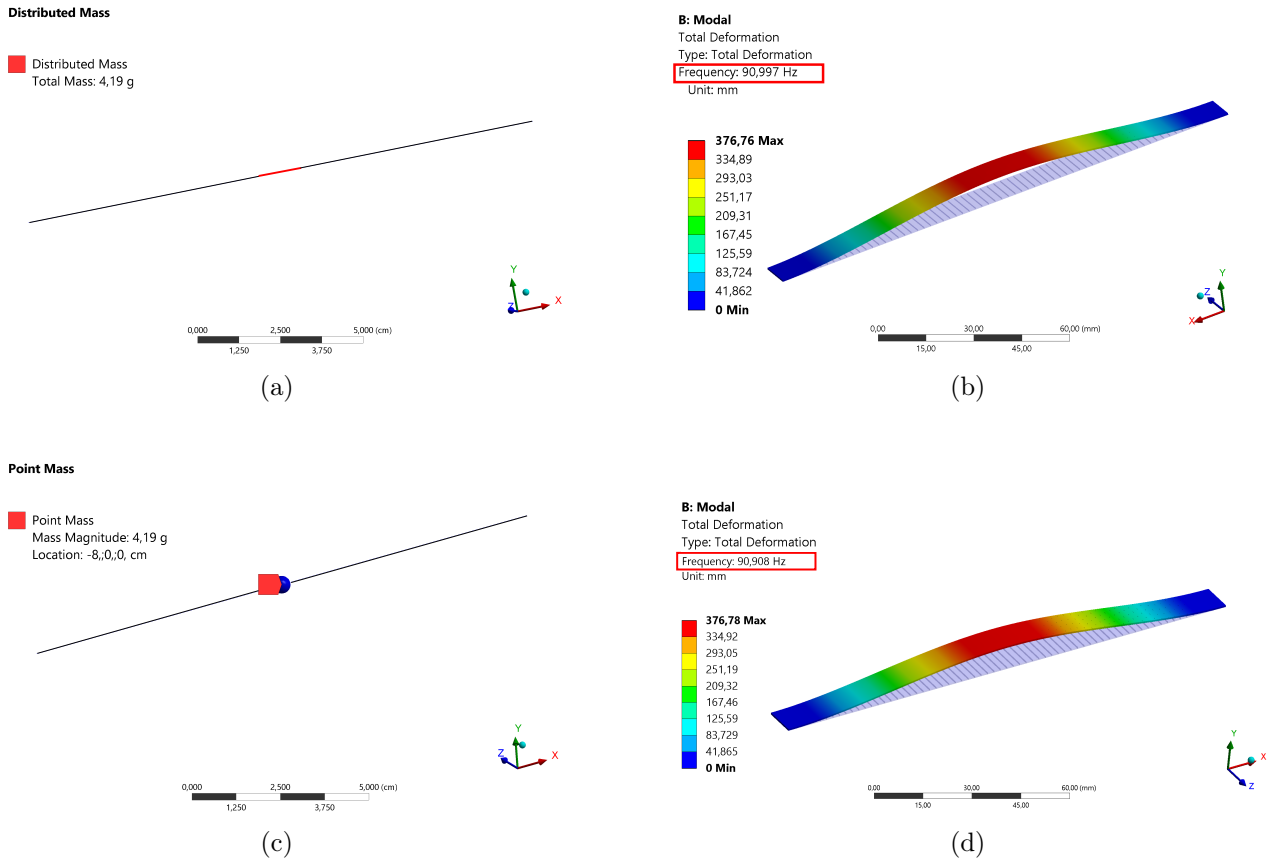 Distributed Mass
Distributed Mass
Total Mass: 4,19 g
Y
X
Z
0,000 2,500 5,000 (cm)
1,250 3,750
(a)
B: Modal
Total Deformation
Type: Total Deformation
Frequency: 90,997 Hz
Unit: mm
376,76 Max
334,89
293,03
251,17
209,31
167,45
125,59
83,724
41,862
0 Min
Y
Z
X
0,00 30,00 60,00 (mm)
15,00 45,00
(b)
Point Mass
Point Mass
Mass Magnitude: 4,19 g
Location: -8,;0,;0, cm
Y
Z
X
0,000 2,500 5,000 (cm)
1,250 3,750
(c)
B: Modal
Total Deformation
Type: Total Deformation
Frequency: 90,908 Hz
Unit: mm
376,78 Max
334,92
293,05
251,19
209,32
167,46
125,59
83,729
41,865
0 Min
Y
X
Z
0,00 30,00 60,00 (mm)
15,00 45,00
(d)